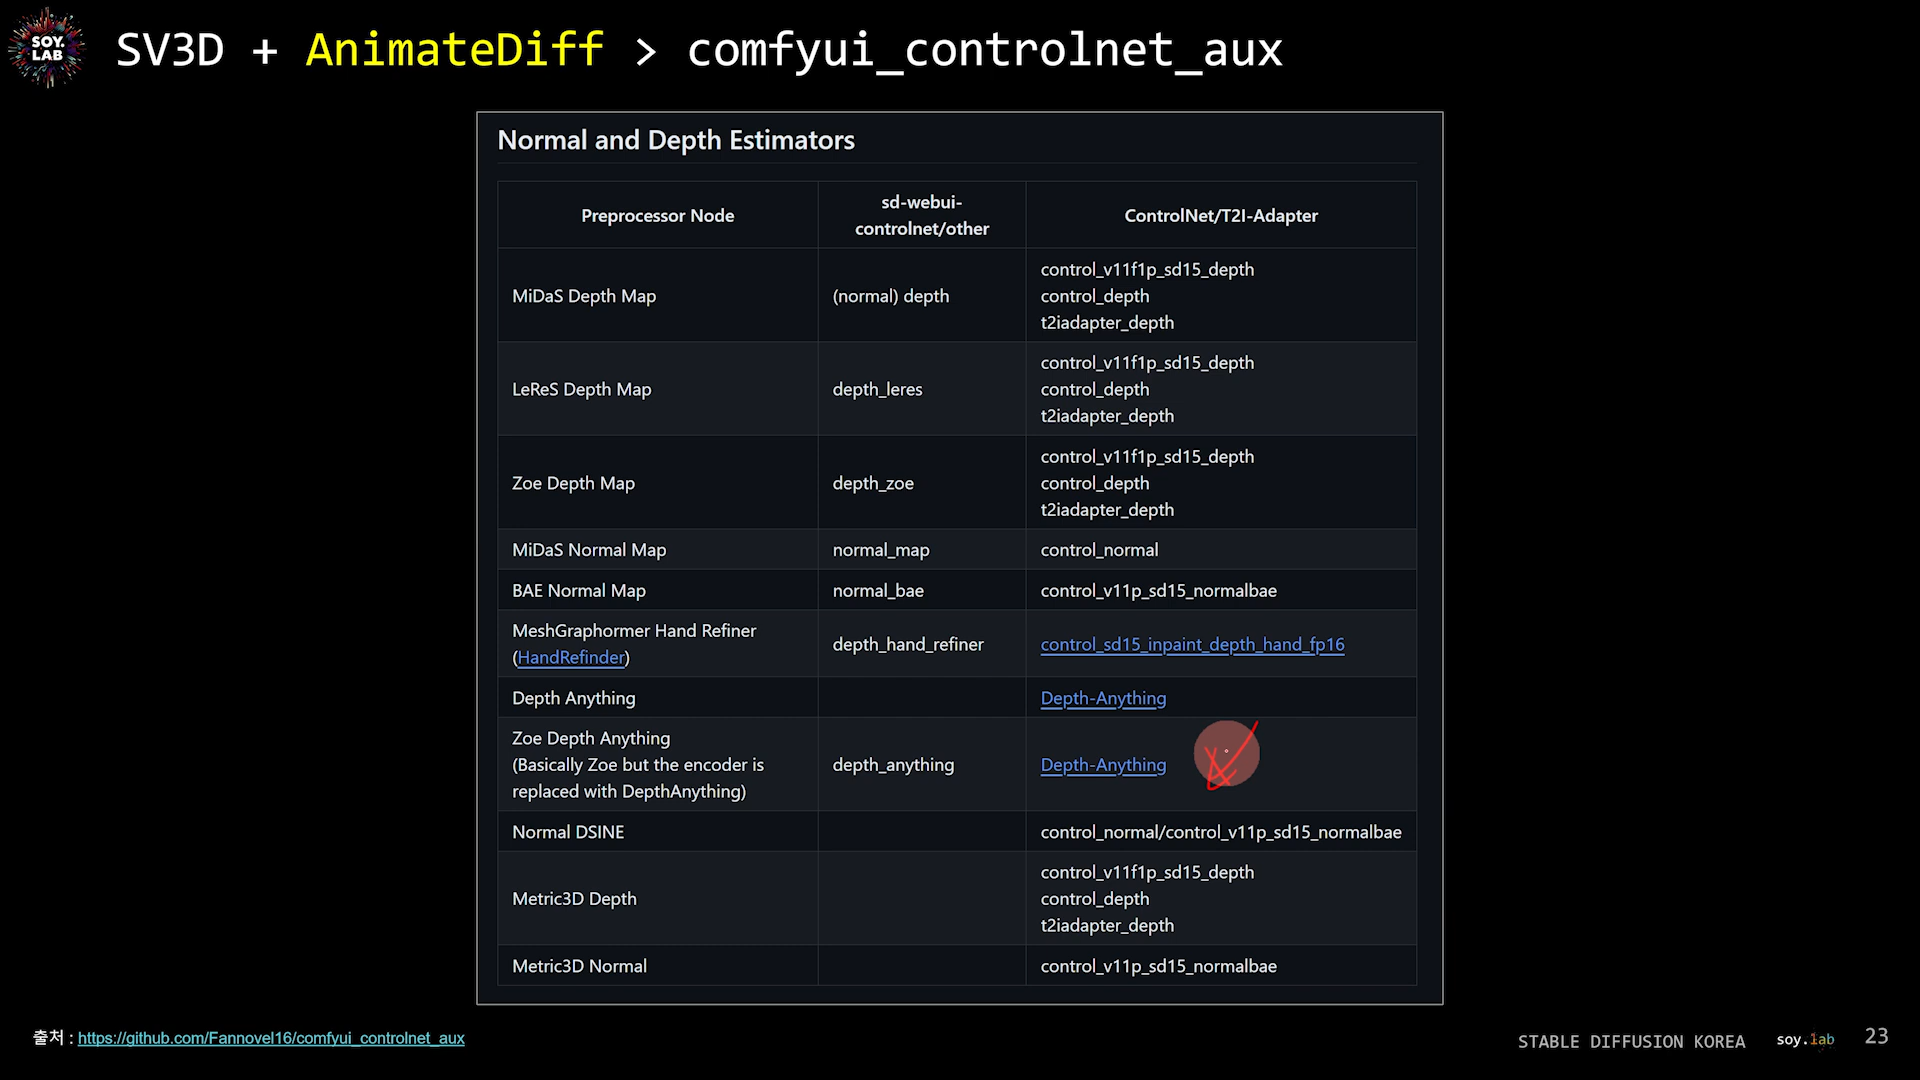 SOY.
LAB
SV3D + AnimateDiff > comfyui_controlnet_aux
Normal and Depth Estimators
Preprocessor Node
sd-webui-
controlnet/other
ControlNet/T2I-Adapter
MiDaS Depth Map
(normal) depth
control_v11f1p_sd15_depth
control_depth
t2iadapter_depth
LeReS Depth Map
depth_leres
control_v11f1p_sd15_depth
control_depth
t2iadapter_depth
Zoe Depth Map
depth_zoe
control_v11f1p_sd15_depth
control_depth
t2iadapter_depth
MiDaS Normal Map
normal_map
control_normal
BAE Normal Map
normal_bae
control_v11p_sd15_normalbae
MeshGraphormer Hand Refiner
(HandRefinder)
depth_hand_refiner
control_sd15_inpaint_depth_hand_fp16
Depth Anything
Depth-Anything
Zoe Depth Anything
(Basically Zoe but the encoder is
replaced with DepthAnything)
depth_anything
Depth-Anything
Normal DSINE
control_normal/control_v11p_sd15_normalbae
Metric3D Depth
control_v11f1p_sd15_depth
control_depth
t2iadapter_depth
Metric3D Normal
control_v11p_sd15_normalbae
출처 : https://github.com/Fannovel16/comfyui_controlnet_aux
STABLE DIFFUSION KOREA
soy.lab
23